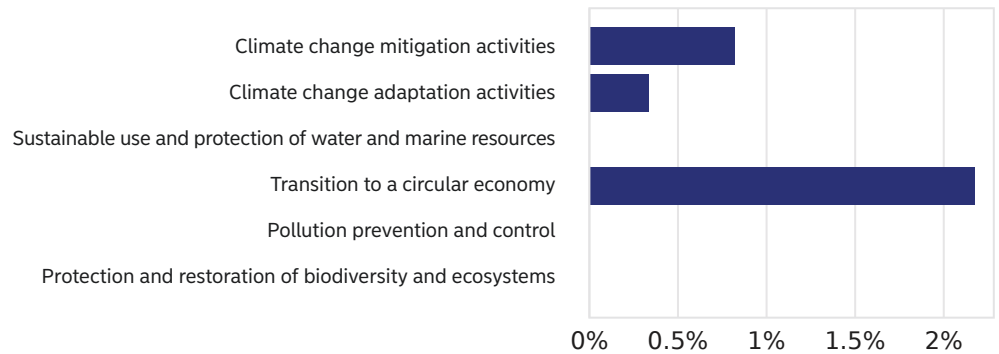 Climate change mitigation activities
Climate change adaptation activities
Sustainable use and protection of water and marine resources
Transition to a circular economy
Pollution prevention and control
Protection and restoration of biodiversity and ecosystems
0% 0.5% 1% 1.5% 2%